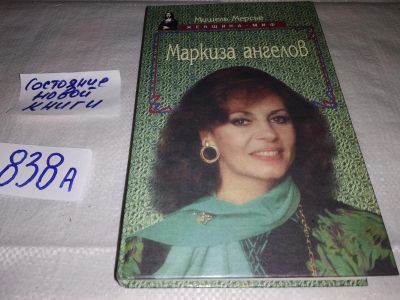 Мишель Мерсье
ЖЕНЩИНА-МИФ
Маркиза ангелов
Состояние
новой
книги
838А